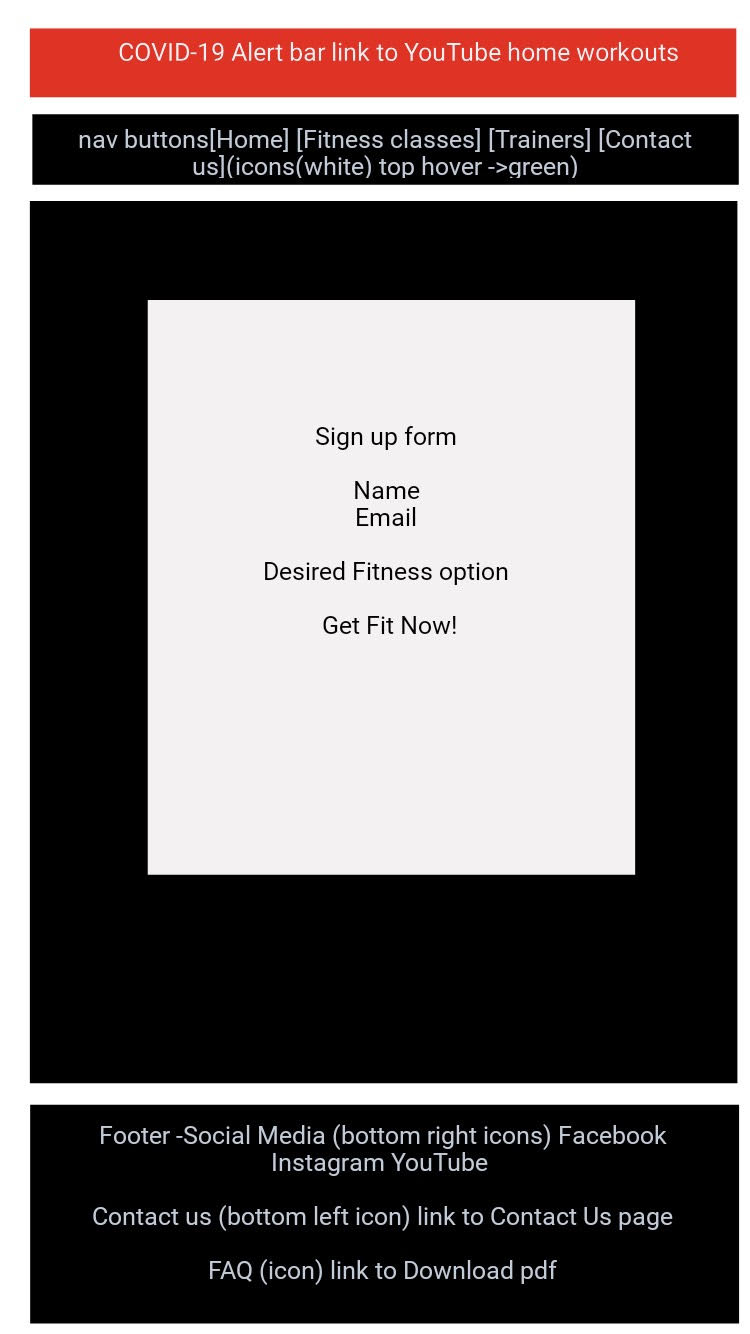 COVID-19 Alert bar link to YouTube home workouts
nav buttons[Home] [Fitness classes] [Trainers] [Contact
us](icons(white) top hover ->green)
Sign up form
Name
Email
Desired Fitness option
Get Fit Now!
Footer -Social Media (bottom right icons) Facebook
Instagram YouTube
Contact us (bottom left icon) link to Contact Us page
FAQ (icon) link to Download pdf